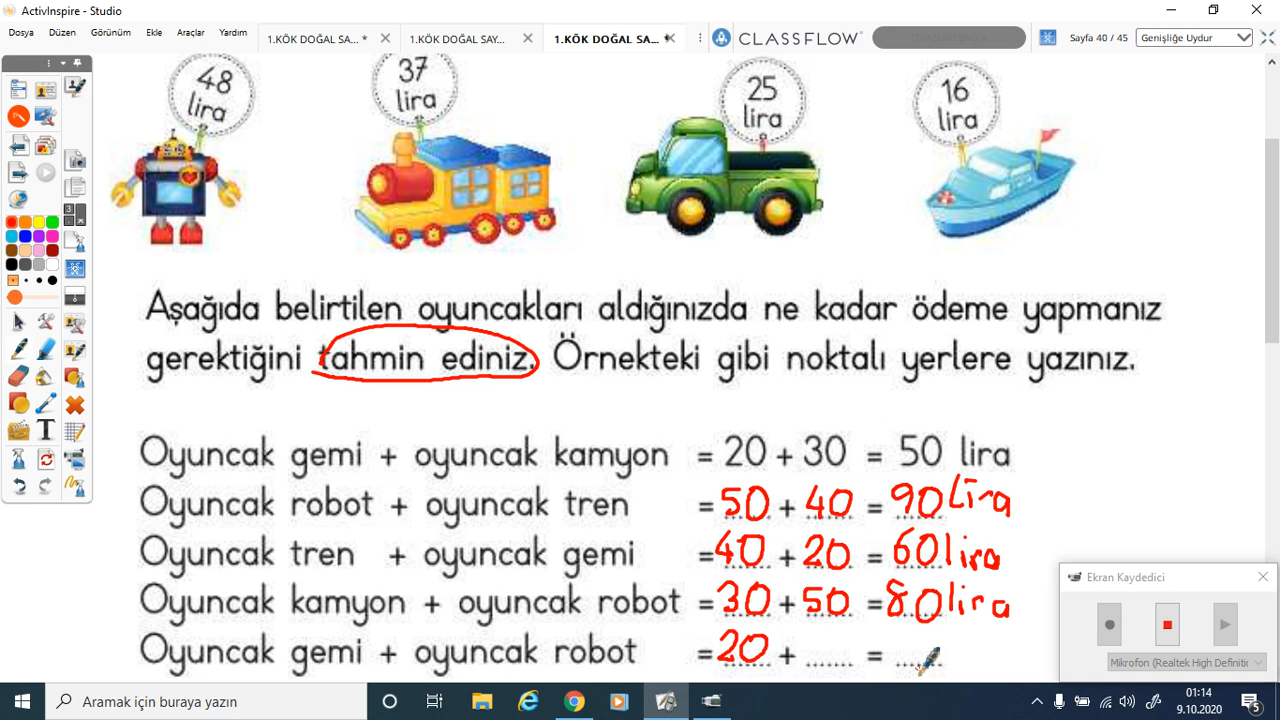 ActivInspire - Studio
Dosya Düzen Görünüm Ekle Araçlar Yardım
1.KÖK DOĞAL SA... *
1.KÖK DOĞAL SAY...
1.KÖK DOĞAL SA... *
CLASSFLOW
Sayfa 40 / 45
Genişliğe Uydur
48 lira
37 lira
25 lira
16 lira
3
Aşağıda belirtilen oyuncakları aldığınızda ne kadar ödeme yapmanız
gerektiğini tahmin ediniz. Örnekteki gibi noktalı yerlere yazınız.
Oyuncak gemi + oyuncak kamyon = 20 + 30 = 50 lira
Oyuncak robot + oyuncak tren = 50 + 40 = 90 Lira
Oyuncak tren + oyuncak gemi = 40 + 20 = 60 lira
Oyuncak kamyon + oyuncak robot = 30 + 50 = 80 lira
Oyuncak gemi + oyuncak robot = 20 + ....... = .......
Ekran Kaydedici
Mikrofon (Realtek High Definitic
Aramak için buraya yazın
01:14
9.10.2020
5